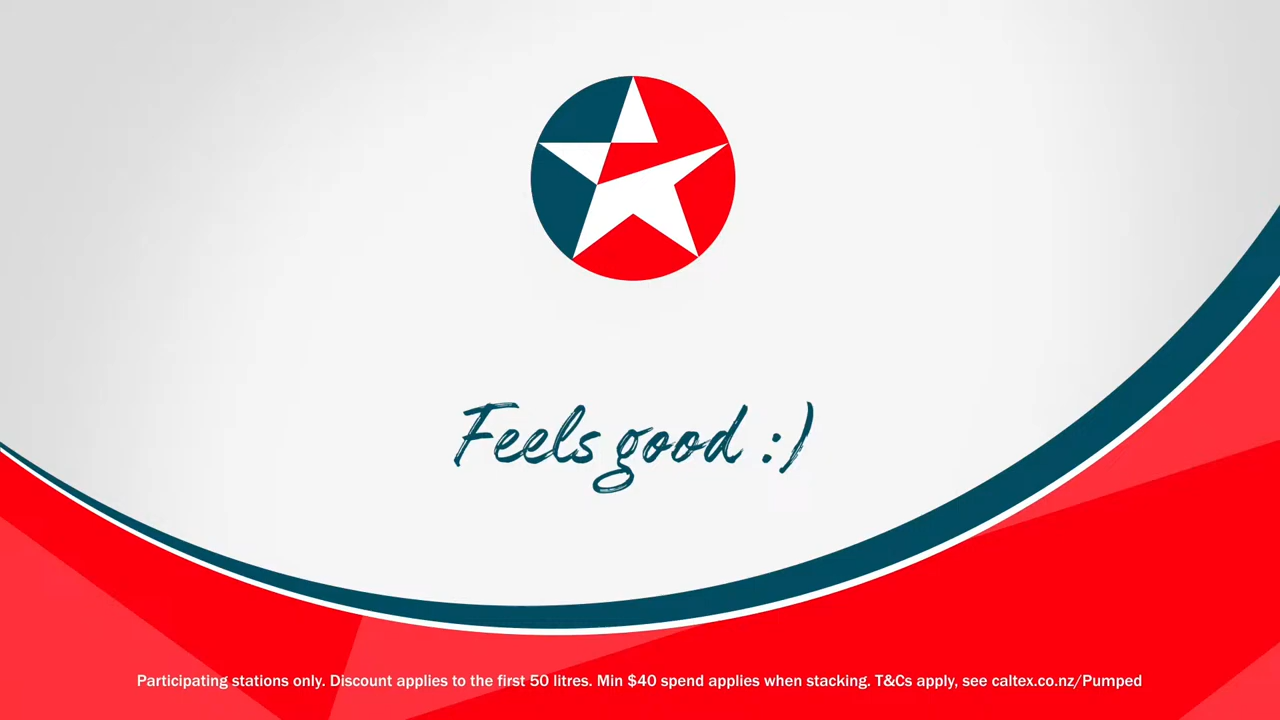 Feels good :)
Participating stations only. Discount applies to the first 50 litres. Min $40 spend applies when stacking. T&Cs apply, see caltex.co.nz/Pumped